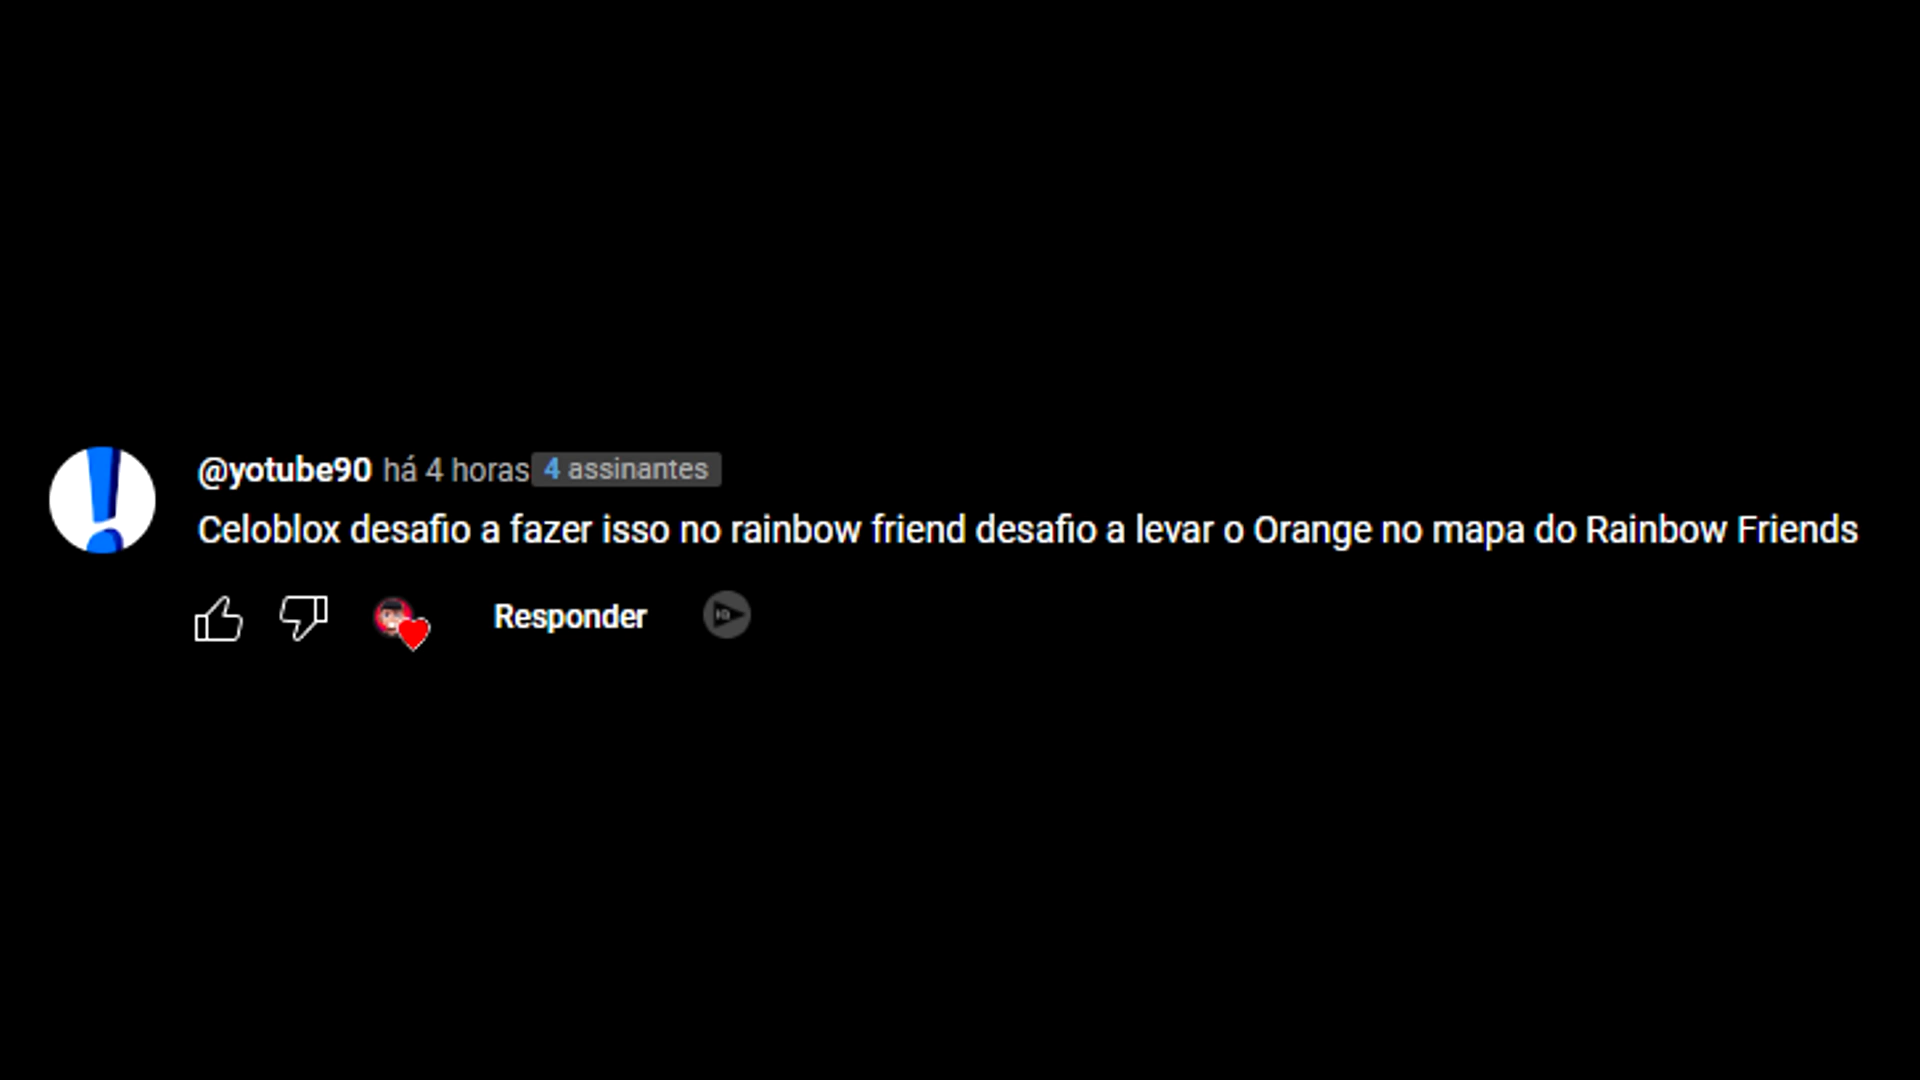 @yotube90 há 4 horas 4 assinantes
Celoblox desafio a fazer isso no rainbow friend desafio a levar o Orange no mapa do Rainbow Friends
Responder